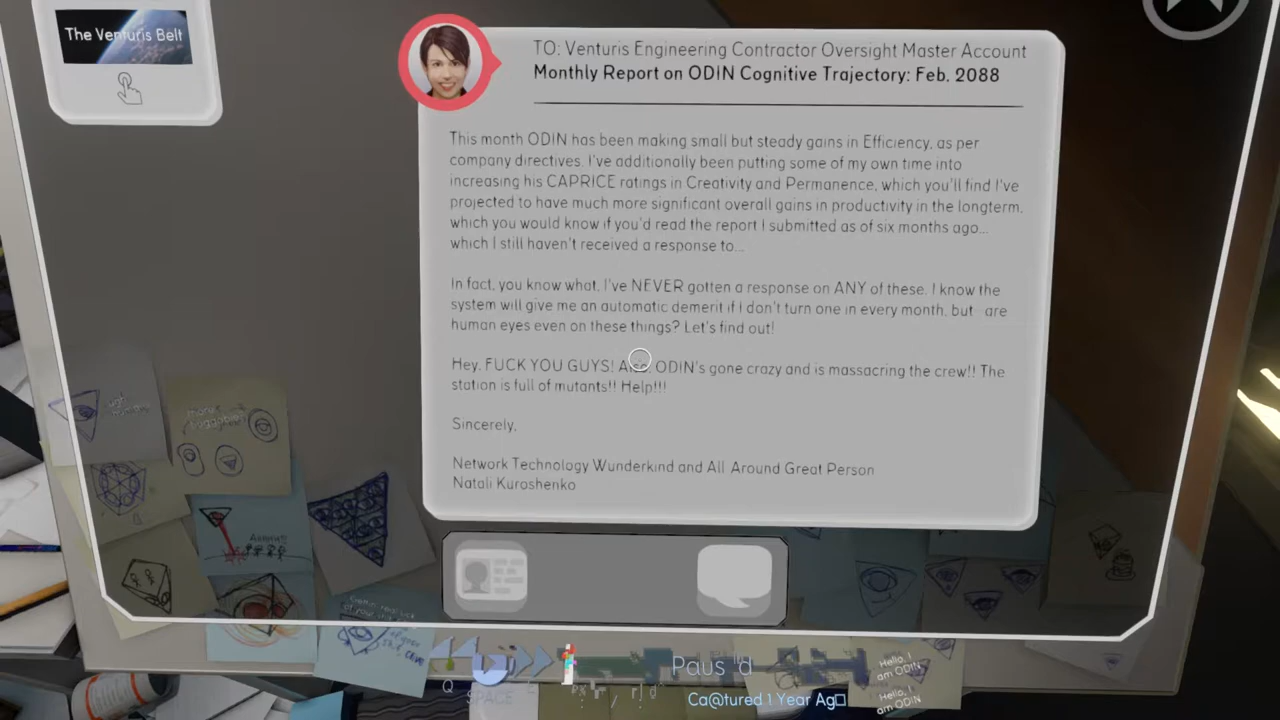 The Venturis Belt
TO: Venturis Engineering Contractor Oversight Master Account
Monthly Report on ODIN Cognitive Trajectory: Feb. 2088
This month ODIN has been making small but steady gains in Efficiency, as per
company directives. I've additionally been putting some of my own time into
increasing his CAPRICE ratings in Creativity and Permanence, which you'll find I've
projected to have much more significant overall gains in productivity in the longterm,
which you would know if you'd read the report I submitted as of six months ago...
which I still haven't received a response to...
In fact, you know what, I've NEVER gotten a response on ANY of these. I know the
system will give me an automatic demerit if I don't turn one in every month, but are
human eyes even on these things? Let's find out!
Hey, FUCK YOU GUYS! ODIN's gone crazy and is massacring the crew!! The
station is full of mutants!! Help!!!
Sincerely,
Network Technology Wunderkind and All Around Great Person
Natali Kuroshenko
Q SPACE
Paus'd
Ca@tured 1 Year Ag
Hello, I
am ODIN
Hello, I
am ODIN